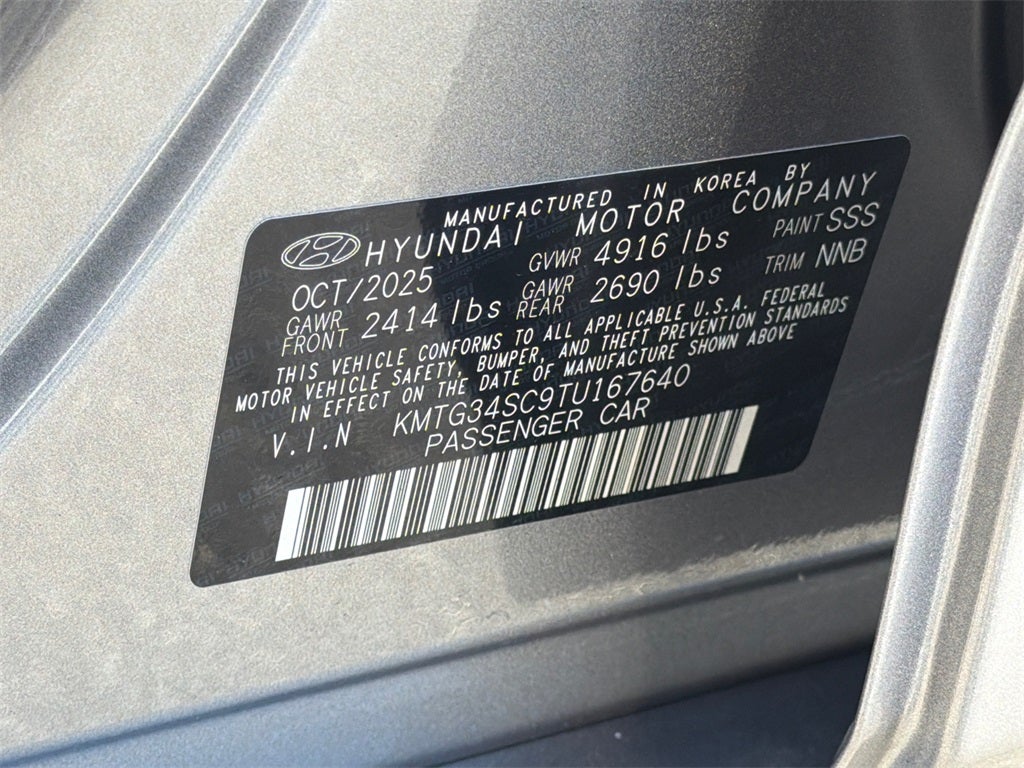 MANUFACTURED IN KOREA BY
HYUNDAI MOTOR COMPANY
OCT/2025 GVWR 4916 lbs PAINT SSS
GAWR FRONT 2414 lbs GAWR REAR 2690 lbs TRIM NNB
THIS VEHICLE CONFORMS TO ALL APPLICABLE U.S.A. FEDERAL
MOTOR VEHICLE SAFETY, BUMPER, AND THEFT PREVENTION STANDARDS
IN EFFECT ON THE DATE OF MANUFACTURE SHOWN ABOVE
V.I.N KMTG34SC9TU167640
PASSENGER CAR